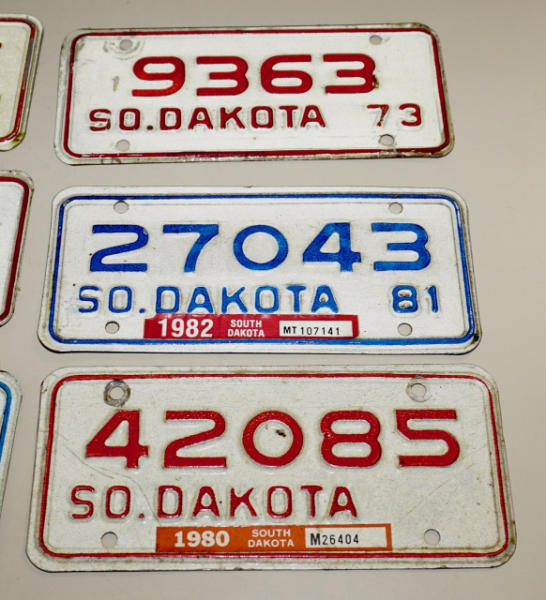 9363
SO.DAKOTA 73
27043
SO.DAKOTA 81
1982 SOUTH DAKOTA MT107141
42085
SO.DAKOTA
1980 SOUTH DAKOTA M26404